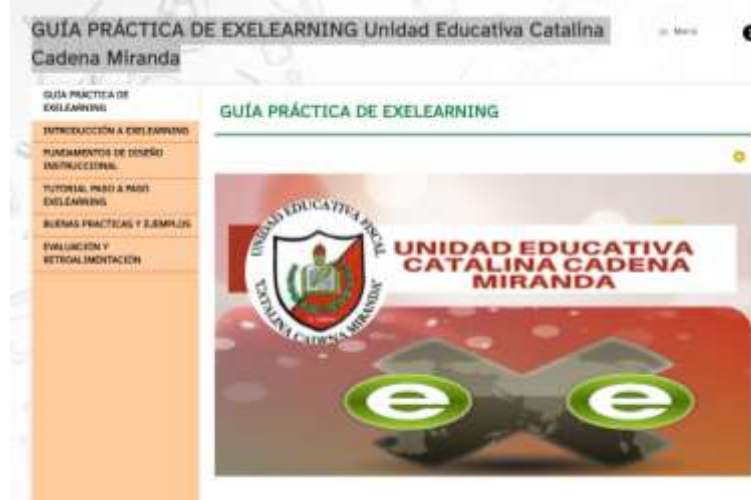 GUÍA PRÁCTICA DE EXELEARNING Unidad Educativa Catalina
Cadena Miranda
Menú
GUÍA PRÁCTICA DE
EXELEARNING
INTRODUCCIÓN A EXELEARNING
FUNDAMENTOS DE DISEÑO
INSTRUCCIONAL
TUTORIAL PASO A PASO
EXELEARNING
BUENAS PRACTICAS Y EJEMPLOS
EVALUACIÓN Y
RETROALIMENTACIÓN
GUÍA PRÁCTICA DE EXELEARNING
UNIDAD EDUCATIVA FISCAL
"CATALINA CADENA MIRANDA"
UNIDAD EDUCATIVA
CATALINA CADENA
MIRANDA
e e